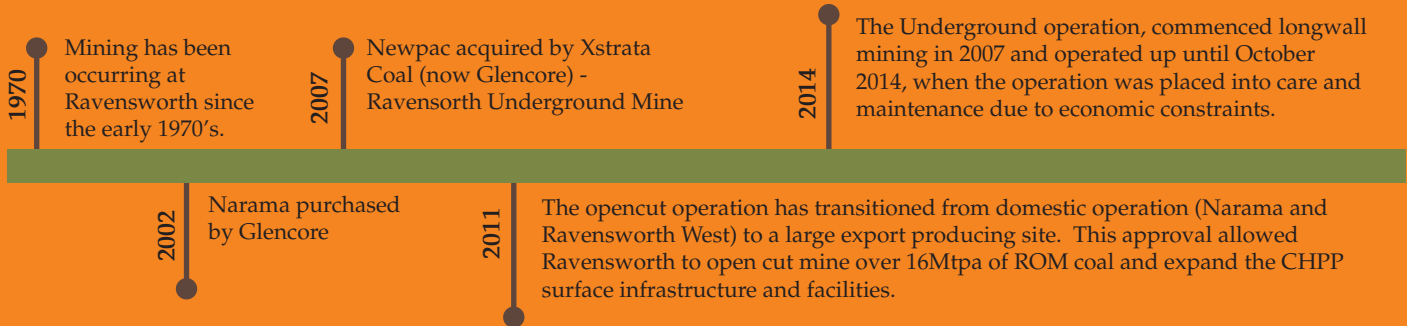 1970
Mining has been
occurring at
Ravensworth since
the early 1970's.
2002
Narama purchased
by Glencore
2007
Newpac acquired by Xstrata
Coal (now Glencore) -
Ravensorth Underground Mine
2011
The opencut operation has transitioned from domestic operation (Narama and
Ravensworth West) to a large export producing site.  This approval allowed
Ravensworth to open cut mine over 16Mtpa of ROM coal and expand the CHPP
surface infrastructure and facilities.
2014
The Underground operation, commenced longwall
mining in 2007 and operated up until October
2014, when the operation was placed into care and
maintenance due to economic constraints.